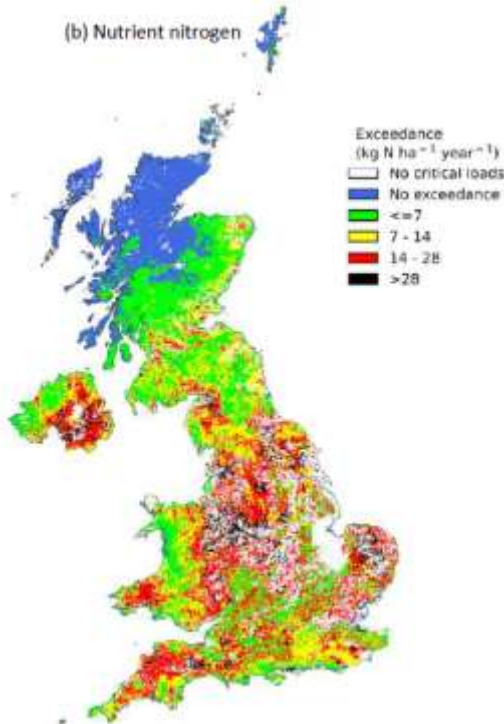 (b) Nutrient nitrogen
Exceedance
(kg N ha⁻¹ year⁻¹)
No critical loads
No exceedance
<=7
7 - 14
14 - 28
>28